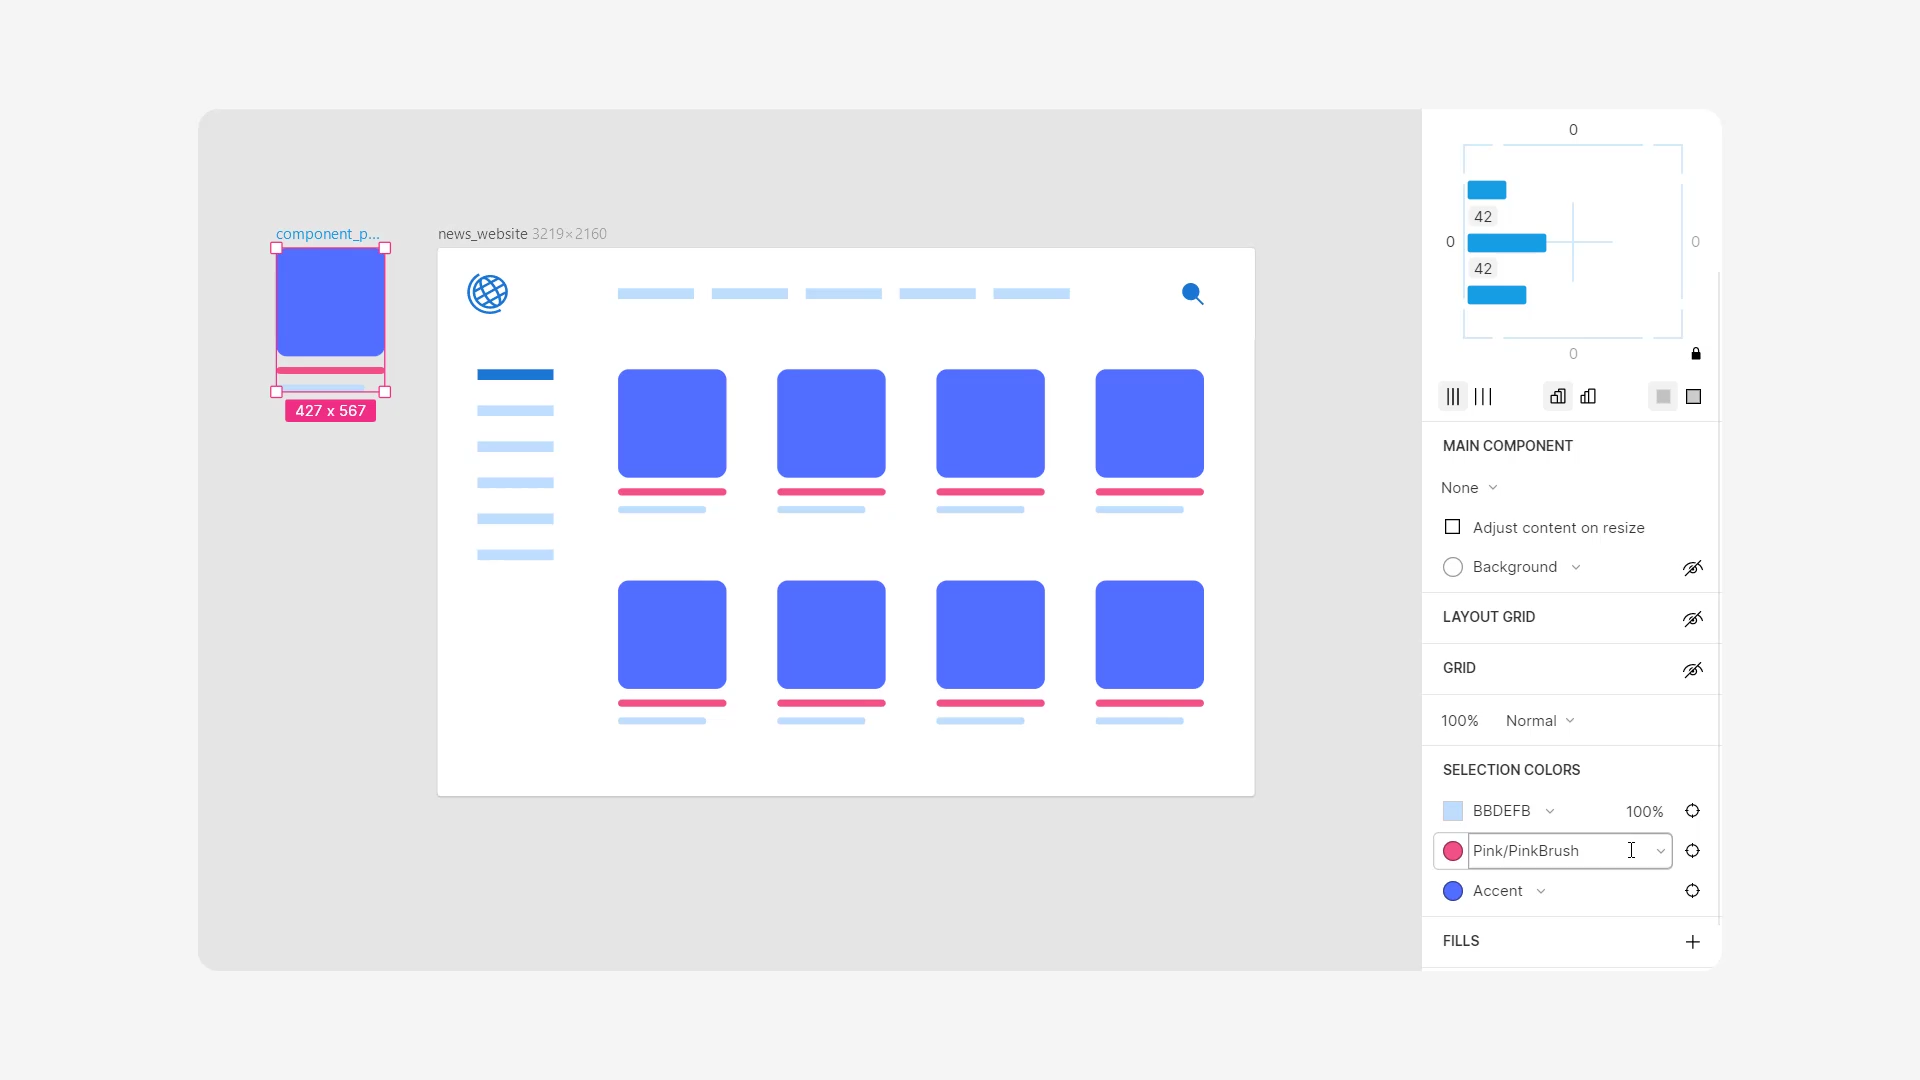 component_p...
427 x 567
news_website 3219×2160
0
42
0
0
42
0
MAIN COMPONENT
None
Adjust content on resize
Background
LAYOUT GRID
GRID
100% Normal
SELECTION COLORS
BBDEFB 100%
Pink/PinkBrush
Accent
FILLS